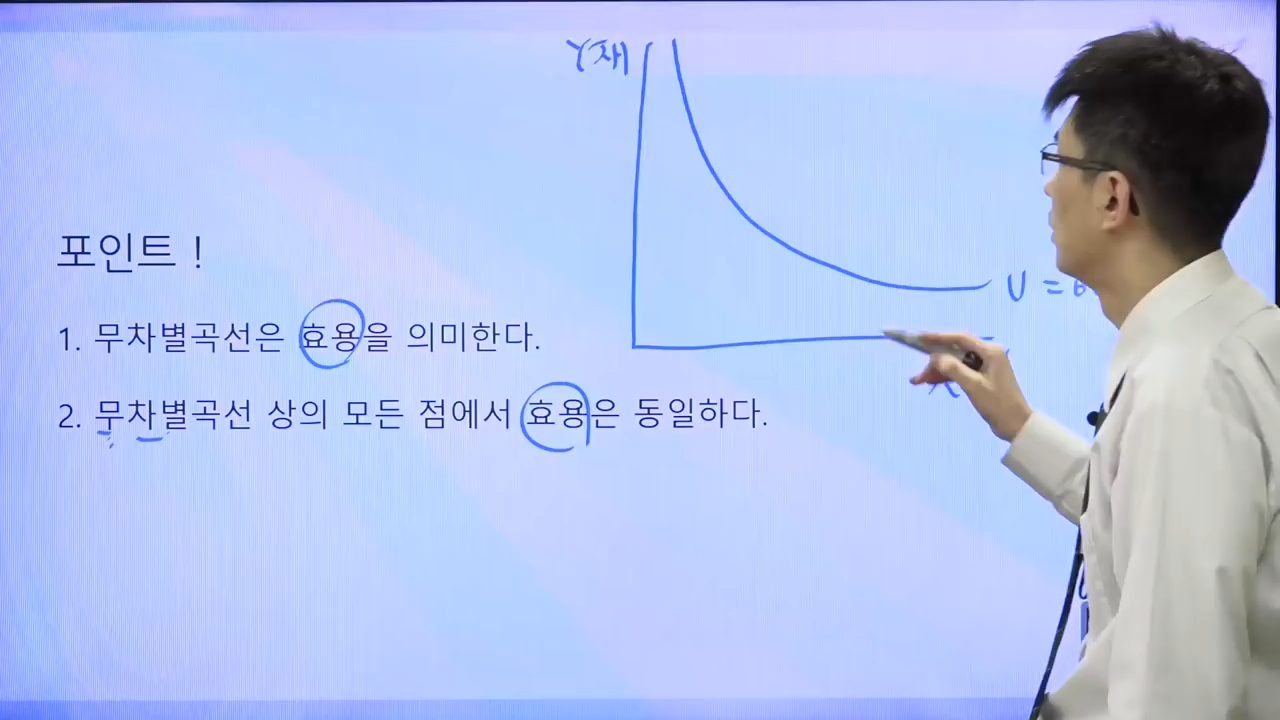 Y재
U =
포인트 !
1. 무차별곡선은 효용을 의미한다.
2. 무차별곡선 상의 모든 점에서 효용은 동일하다.